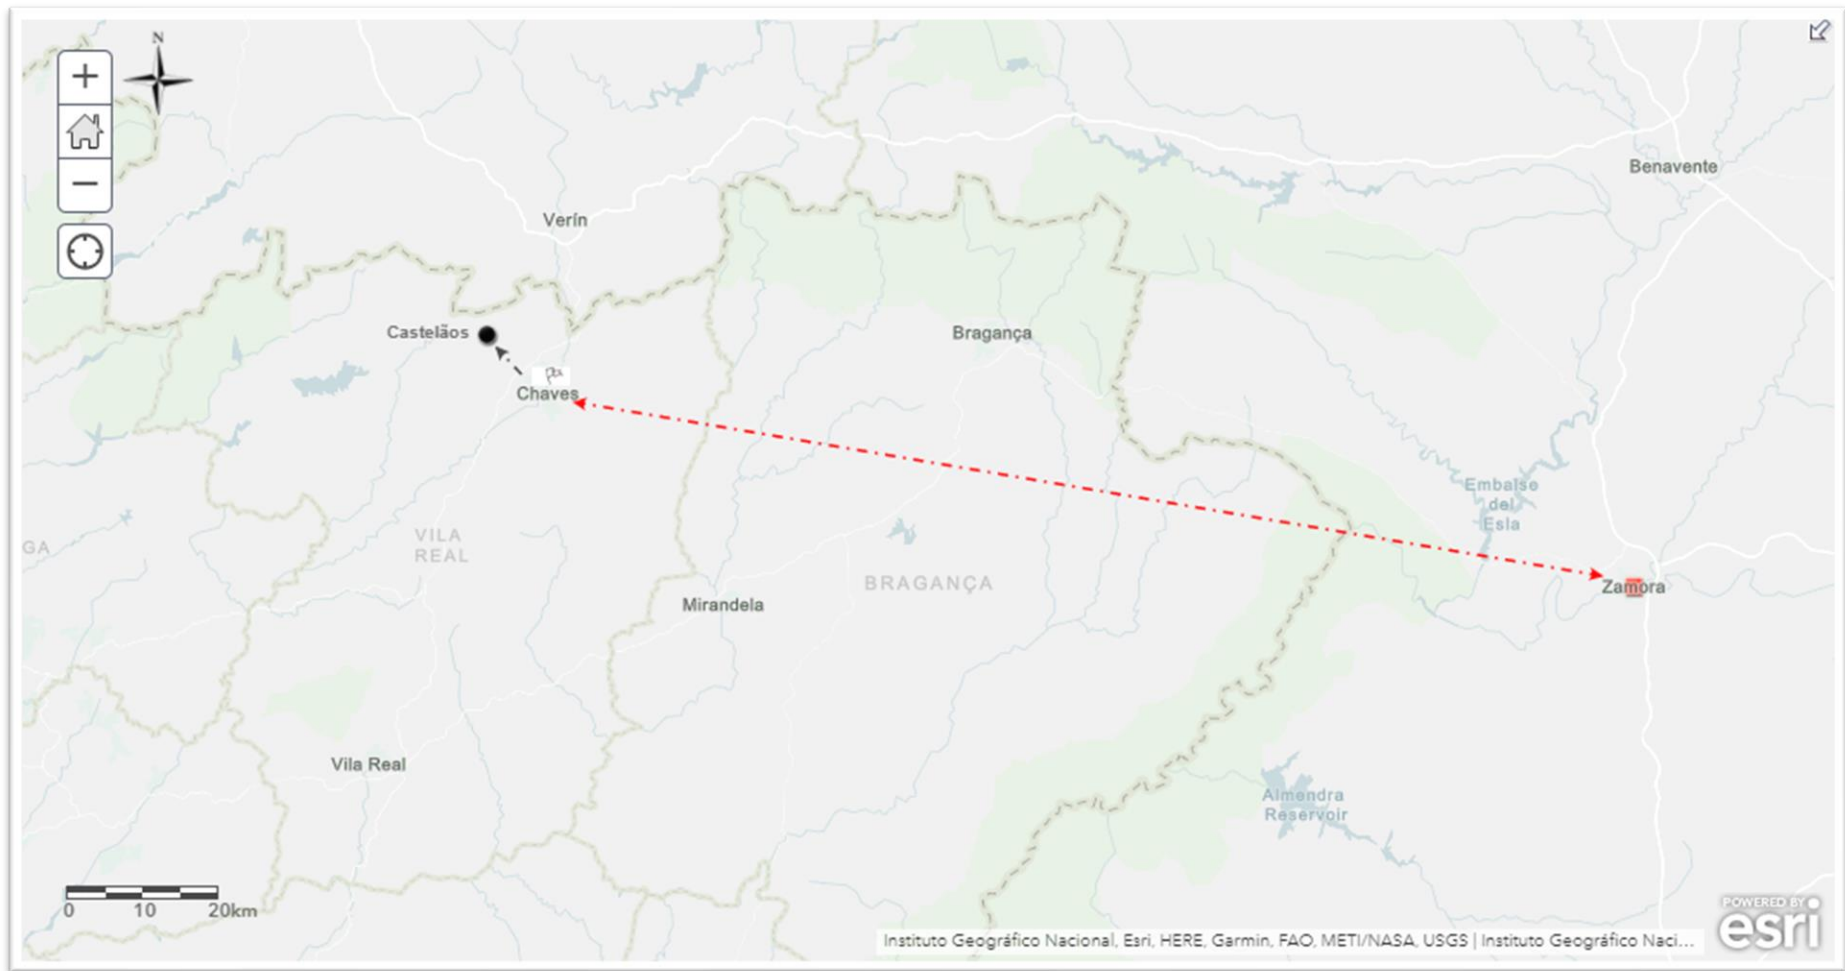 N
Benavente
Verín
Castelãos
Bragança
Chaves
Embalse
del
Esla
VILA
REAL
GA
BRAGANÇA
Zamora
Mirandela
Vila Real
Almendra
Reservoir
0 10 20km
POWERED BY
esri
Instituto Geográfico Nacional, Esri, HERE, Garmin, FAO, METI/NASA, USGS | Instituto Geográfico Naci...